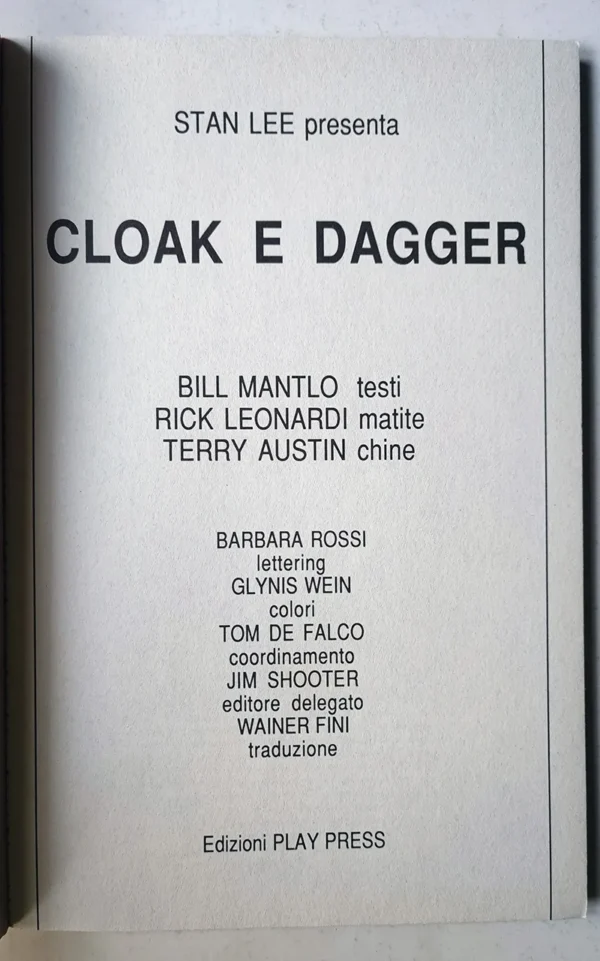 STAN LEE presenta
CLOAK E DAGGER
BILL MANTLO testi
RICK LEONARDI matite
TERRY AUSTIN chine
BARBARA ROSSI
lettering
GLYNIS WEIN
colori
TOM DE FALCO
coordinamento
JIM SHOOTER
editore delegato
WAINER FINI
traduzione
Edizioni PLAY PRESS